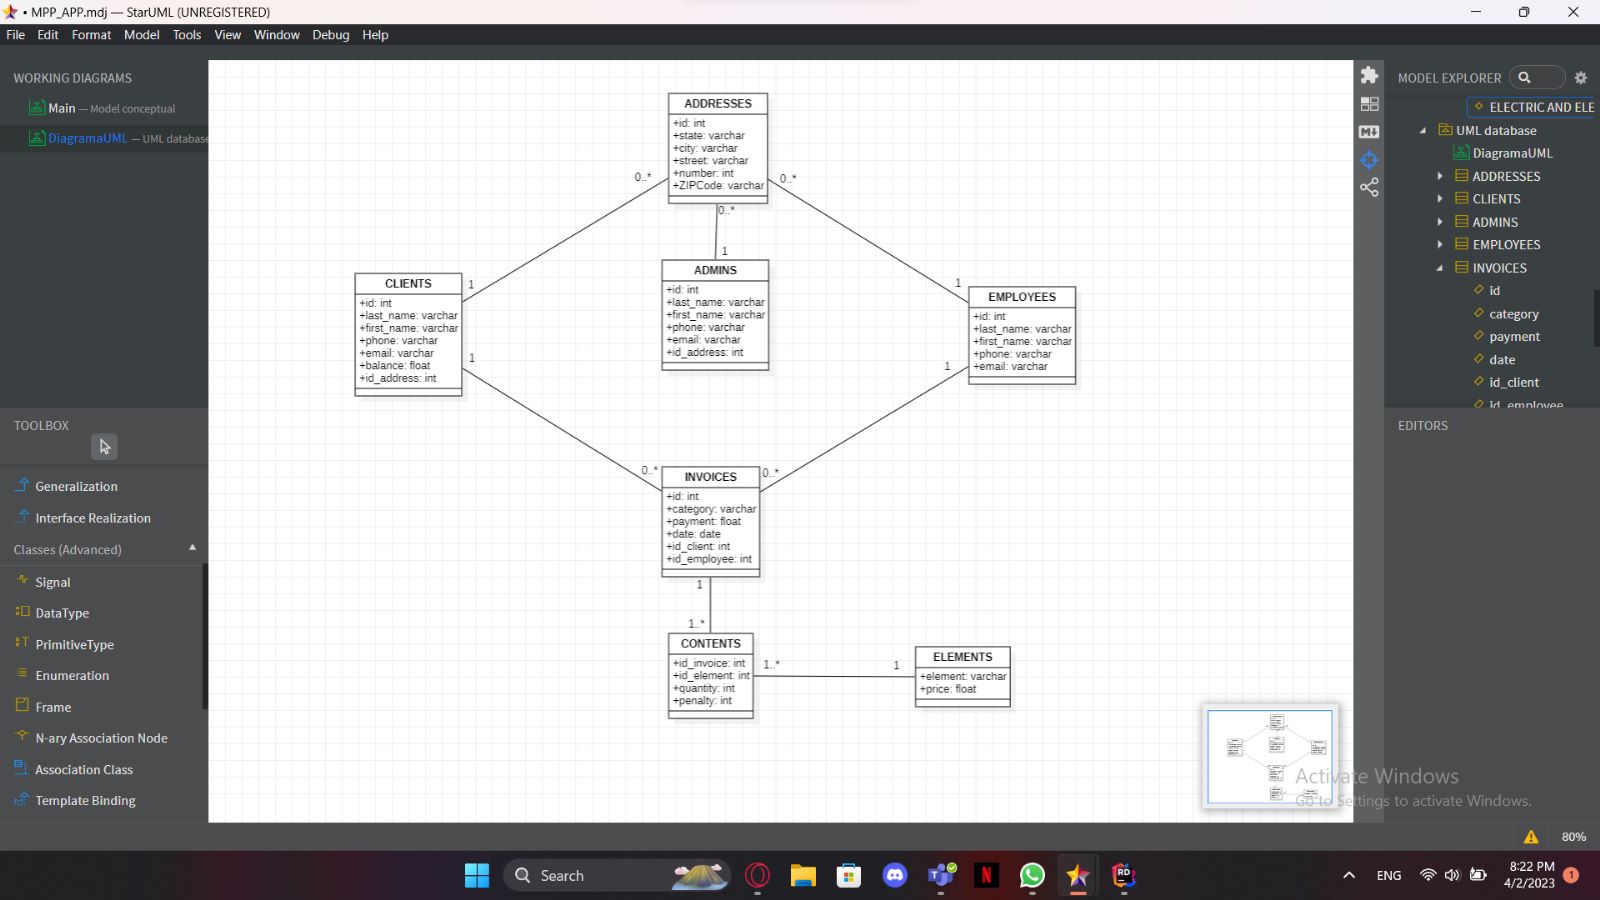 • MPP_APP.mdj — StarUML (UNREGISTERED)
File Edit Format Model Tools View Window Debug Help
WORKING DIAGRAMS
Main — Model conceptual
DiagramaUML — UML database
TOOLBOX
Generalization
Interface Realization
Classes (Advanced)
Signal
DataType
PrimitiveType
Enumeration
Frame
N-ary Association Node
Association Class
Template Binding
ADDRESSES
+id: int
+state: varchar
+city: varchar
+street: varchar
+number: int
+ZIPCode: varchar
0..*
0..*
0..*
1
ADMINS
+id: int
+last_name: varchar
+first_name: varchar
+phone: varchar
+email: varchar
+id_address: int
CLIENTS
+id: int
+last_name: varchar
+first_name: varchar
+phone: varchar
+email: varchar
+balance: float
+id_address: int
1
1
EMPLOYEES
+id: int
+last_name: varchar
+first_name: varchar
+phone: varchar
+email: varchar
1
1
0..*
0..*
INVOICES
+id: int
+category: varchar
+payment: float
+date: date
+id_client: int
+id_employee: int
1
1..*
CONTENTS
+id_invoice: int
+id_element: int
+quantity: int
+penalty: int
1..*
1
ELEMENTS
+element: varchar
+price: float
MODEL EXPLORER
ELECTRIC AND ELE
UML database
DiagramaUML
ADDRESSES
CLIENTS
ADMINS
EMPLOYEES
INVOICES
id
category
payment
date
id_client
id_employee
EDITORS
M
Activate Windows
Go to Settings to activate Windows.
80%
Search
T
N
RD
ENG
8:22 PM
4/2/2023
1